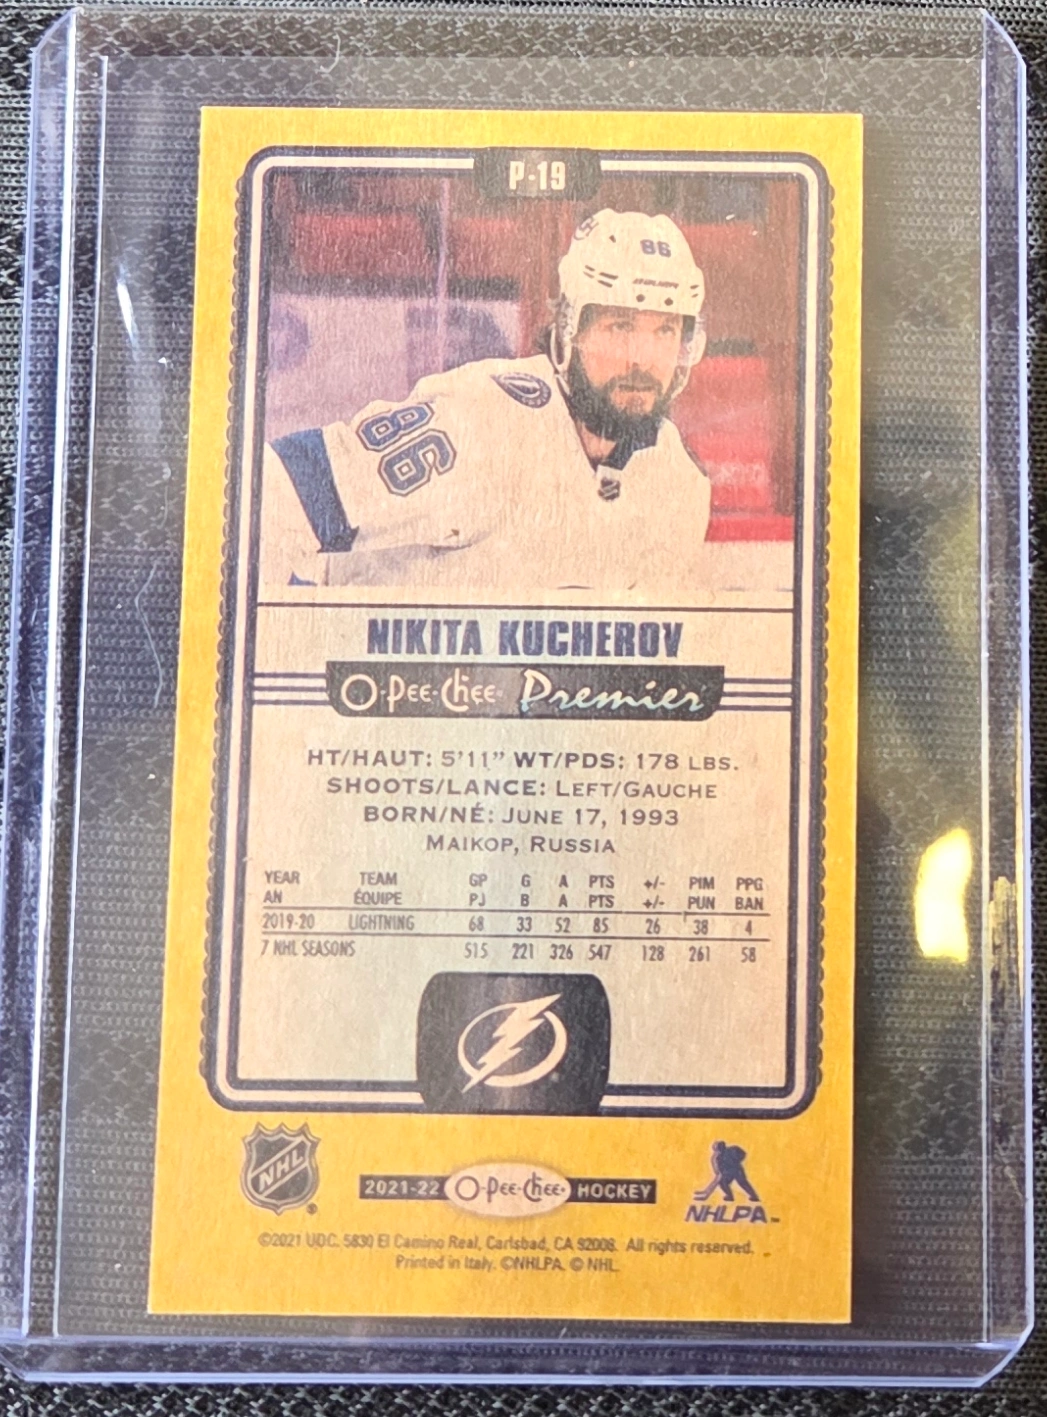 P-19
86
BAUER
86
NHL
NIKITA KUCHEROV
O-Pee-Chee Premier
HT/HAUT: 5'11" WT/PDS: 178 LBS.
SHOOTS/LANCE: LEFT/GAUCHE
BORN/NÉ: JUNE 17, 1993
MAIKOP, RUSSIA
YEAR TEAM GP G A PTS +/- PIM PPG
AN ÉQUIPE PJ B A PTS +/- PUN BAN
2019-20 LIGHTNING 68 33 52 85 26 38 4
7 NHL SEASONS 515 221 326 547 128 261 58
NHL
2021-22 O-Pee-Chee HOCKEY
NHLPA™
©2021 UDC. 5830 El Camino Real, Carlsbad, CA 92008. All rights reserved.
Printed in Italy. ©NHLPA. © NHL.